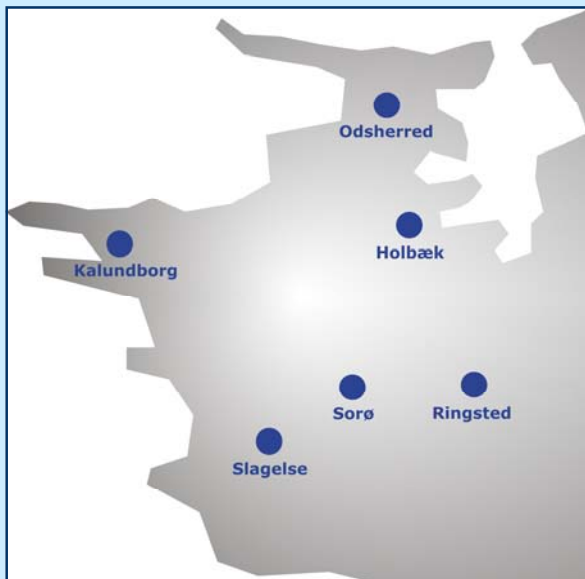 Odsherred
Holbæk
Kalundborg
Sorø
Ringsted
Slagelse